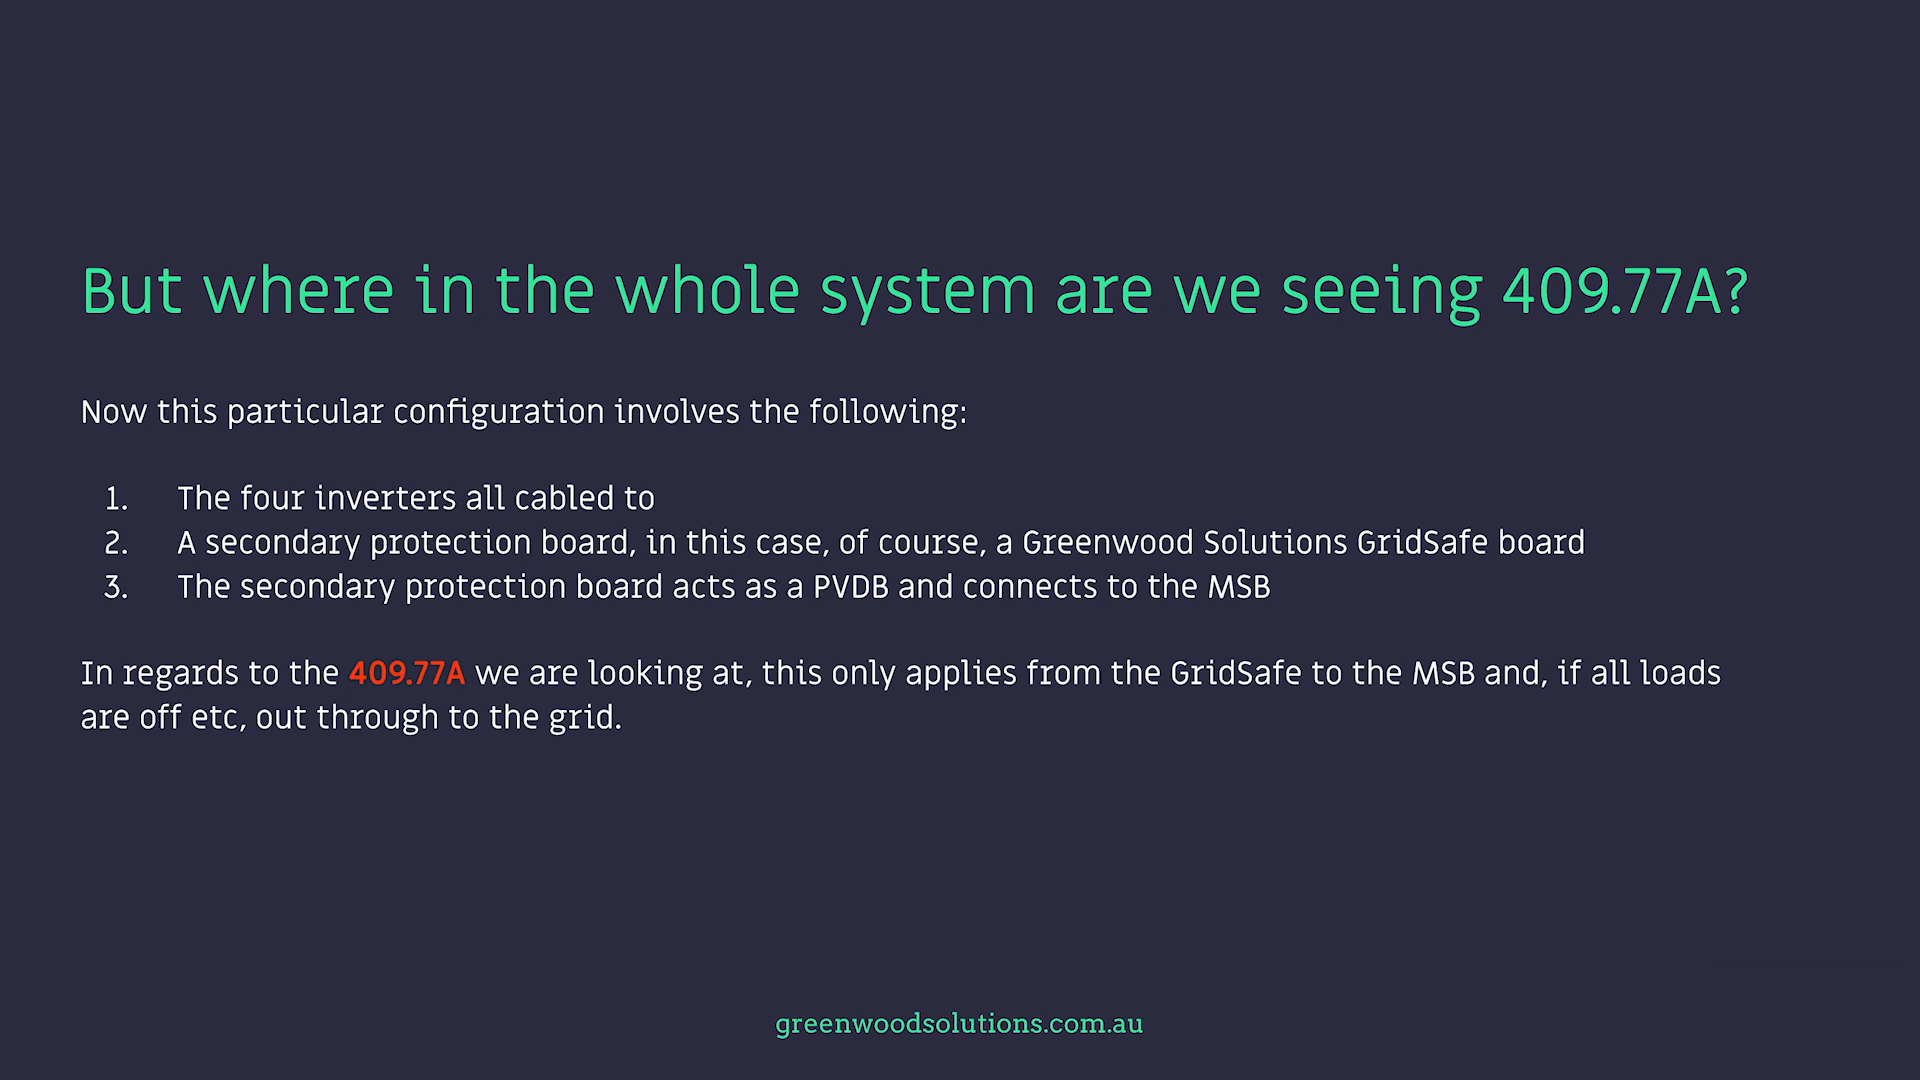 But where in the whole system are we seeing 409.77A?
Now this particular configuration involves the following:
1. The four inverters all cabled to
2. A secondary protection board, in this case, of course, a Greenwood Solutions GridSafe board
3. The secondary protection board acts as a PVDB and connects to the MSB
In regards to the 409.77A we are looking at, this only applies from the GridSafe to the MSB and, if all loads
are off etc, out through to the grid.
greenwoodsolutions.com.au